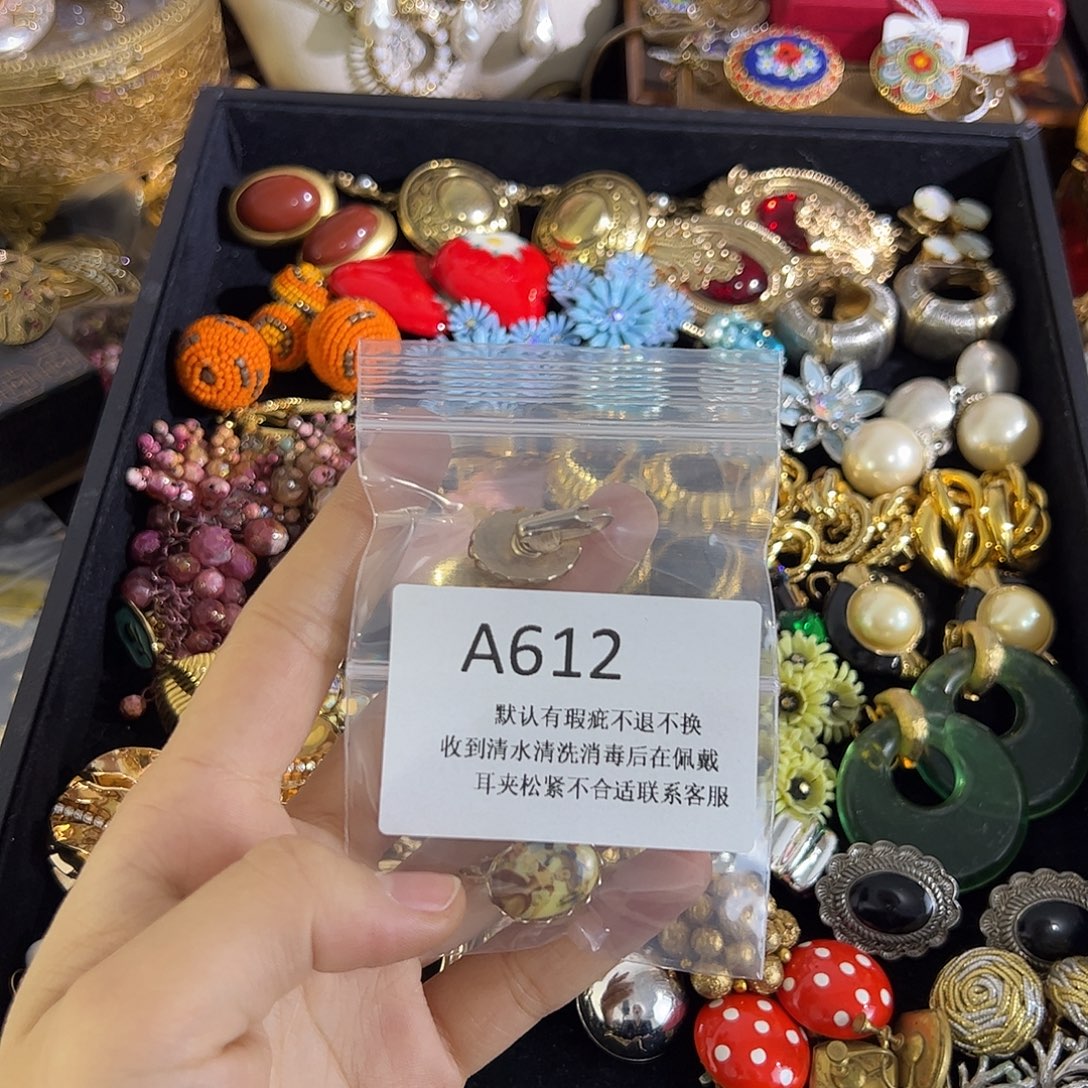 A612
默认有瑕疵不退不换
收到清水清洗消毒后在佩戴
耳夹松紧不合适联系客服